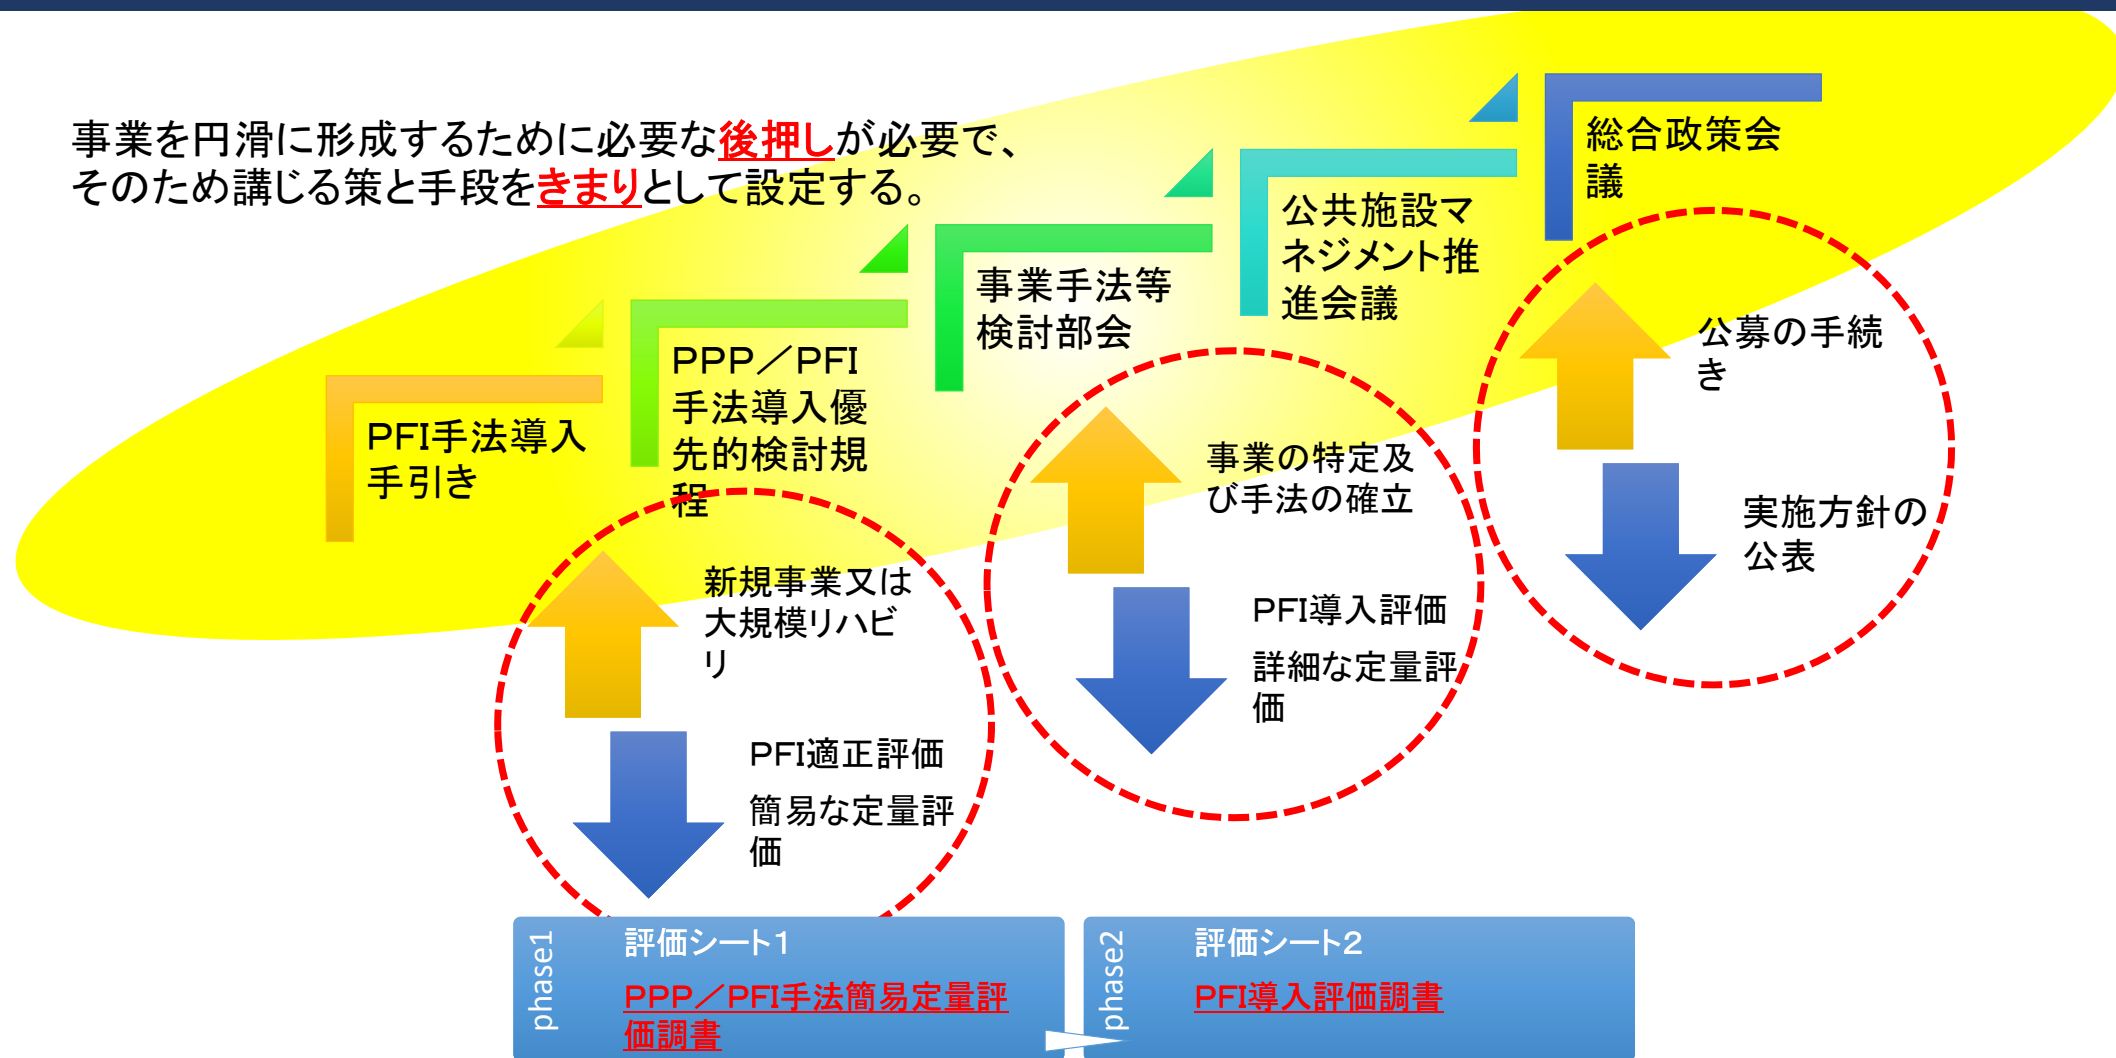 事業を円滑に形成するために必要な後押しが必要で、
そのため講じる策と手段をきまりとして設定する。
PFI手法導入
手引き
PPP／PFI
手法導入優
先的検討規
程
事業手法等
検討部会
公共施設マ
ネジメント推
進会議
総合政策会
議
新規事業又は
大規模リハビ
リ
PFI適正評価
簡易な定量評
価
事業の特定及
び手法の確立
PFI導入評価
詳細な定量評
価
公募の手続
き
実施方針の
公表
phase1
評価シート1
PPP／PFI手法簡易定量評
価調書
phase2
評価シート2
PFI導入評価調書